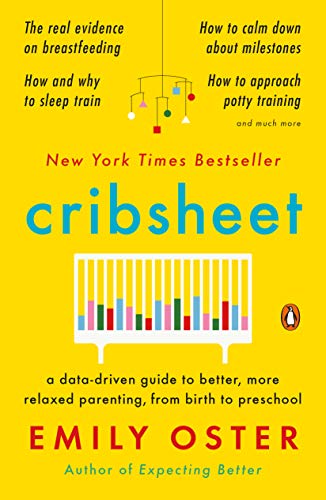 The real evidence
on breastfeeding
How to calm down
about milestones
How and why
to sleep train
How to approach
potty training
and much more
New York Times Bestseller
cribsheet
a data-driven guide to better, more
relaxed parenting, from birth to preschool
EMILY OSTER
Author of Expecting Better